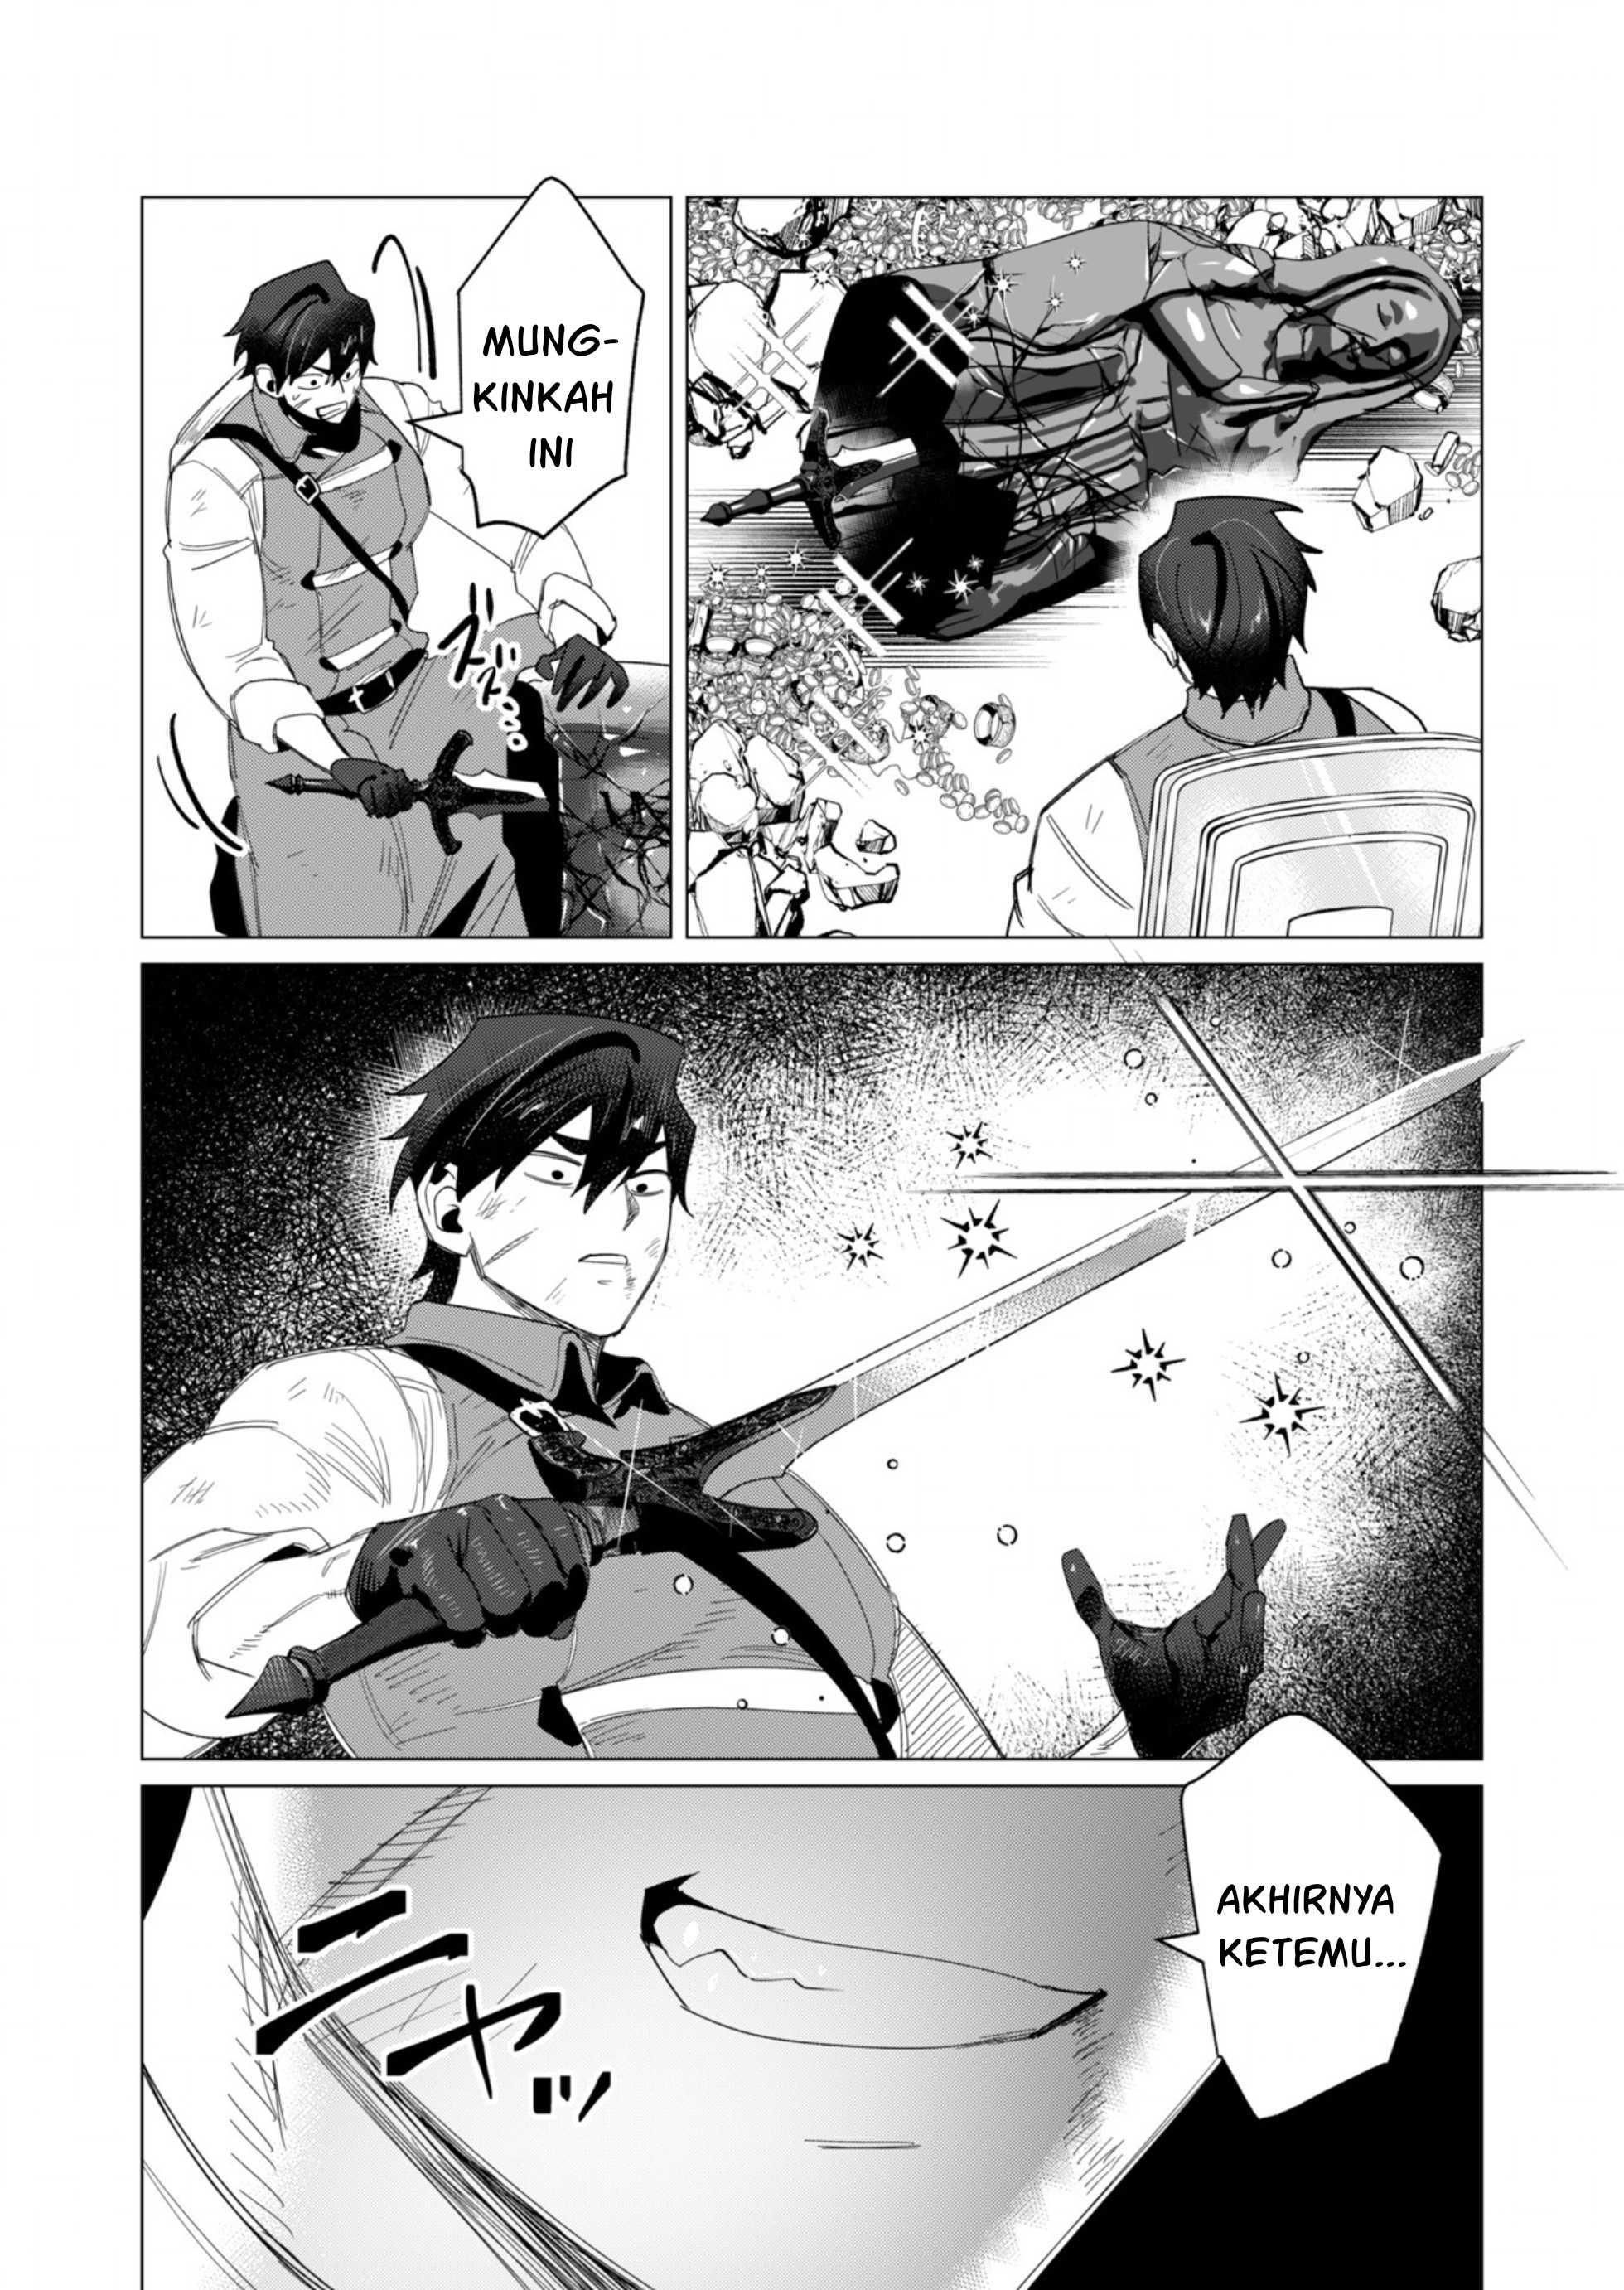 MUNG-
KINKAH
INI
ズズ...
AKHIRNYA
KETEMU...
ニヤッ